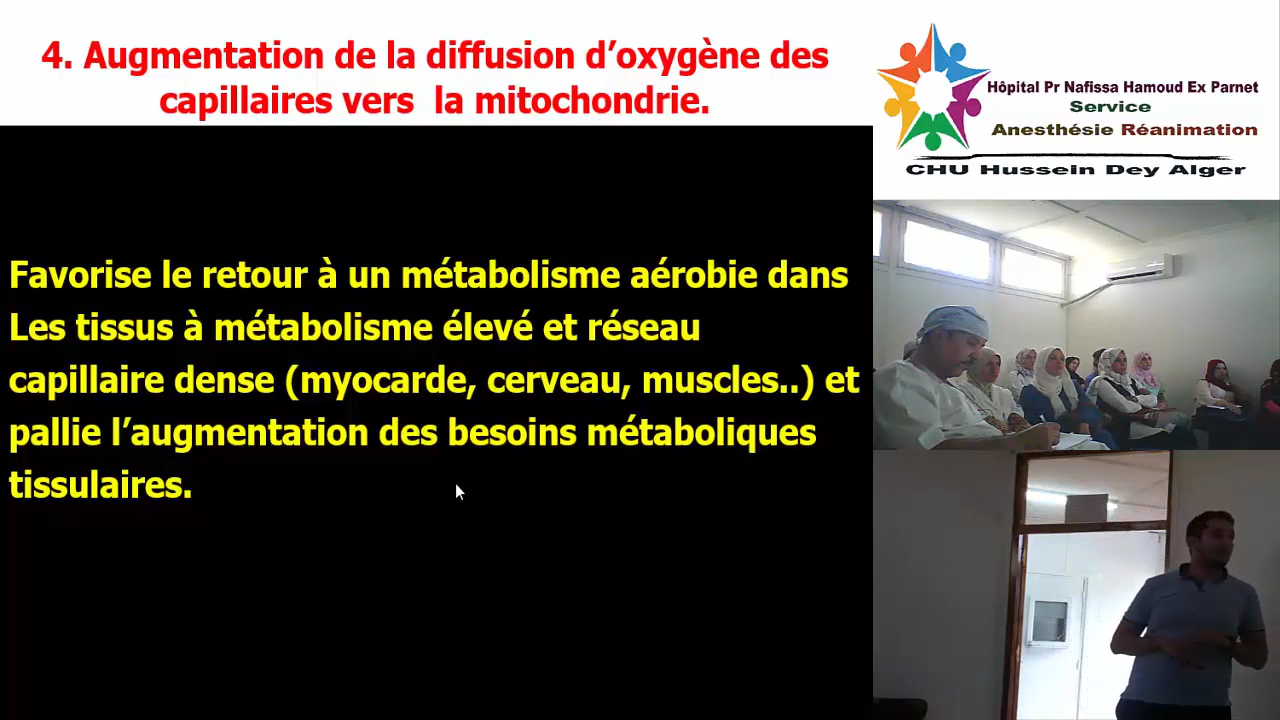 4. Augmentation de la diffusion d’oxygène des
capillaires vers la mitochondrie.
Hôpital Pr Nafissa Hamoud Ex Parnet
Service
Anesthésie Réanimation
CHU Hussein Dey Alger
Favorise le retour à un métabolisme aérobie dans
Les tissus à métabolisme élevé et réseau
capillaire dense (myocarde, cerveau, muscles..) et
pallie l’augmentation des besoins métaboliques
tissulaires.